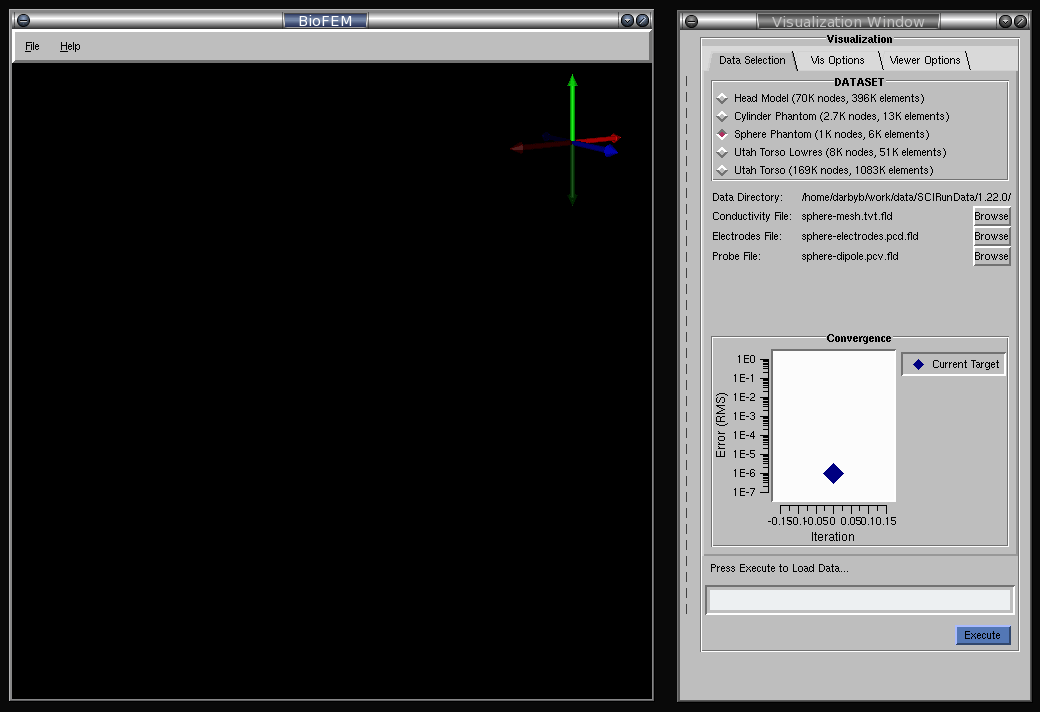 BioFEM
File Help
Visualization Window
Visualization
Data Selection Vis Options Viewer Options
DATASET
Head Model (70K nodes, 396K elements)
Cylinder Phantom (2.7K nodes, 13K elements)
Sphere Phantom (1K nodes, 6K elements)
Utah Torso Lowres (8K nodes, 51K elements)
Utah Torso (169K nodes, 1083K elements)
Data Directory: /home/darbyb/work/data/SCIRunData/1.22.0/
Conductivity File: sphere-mesh.tvt.fld Browse
Electrodes File: sphere-electrodes.pcd.fld Browse
Probe File: sphere-dipole.pcv.fld Browse
Convergence
Current Target
1E0
1E-1
1E-2
1E-3
1E-4
1E-5
1E-6
1E-7
Error (RMS)
-0.15 -0.1 -0.05 0 0.05 0.10 0.15
Iteration
Press Execute to Load Data...
Execute